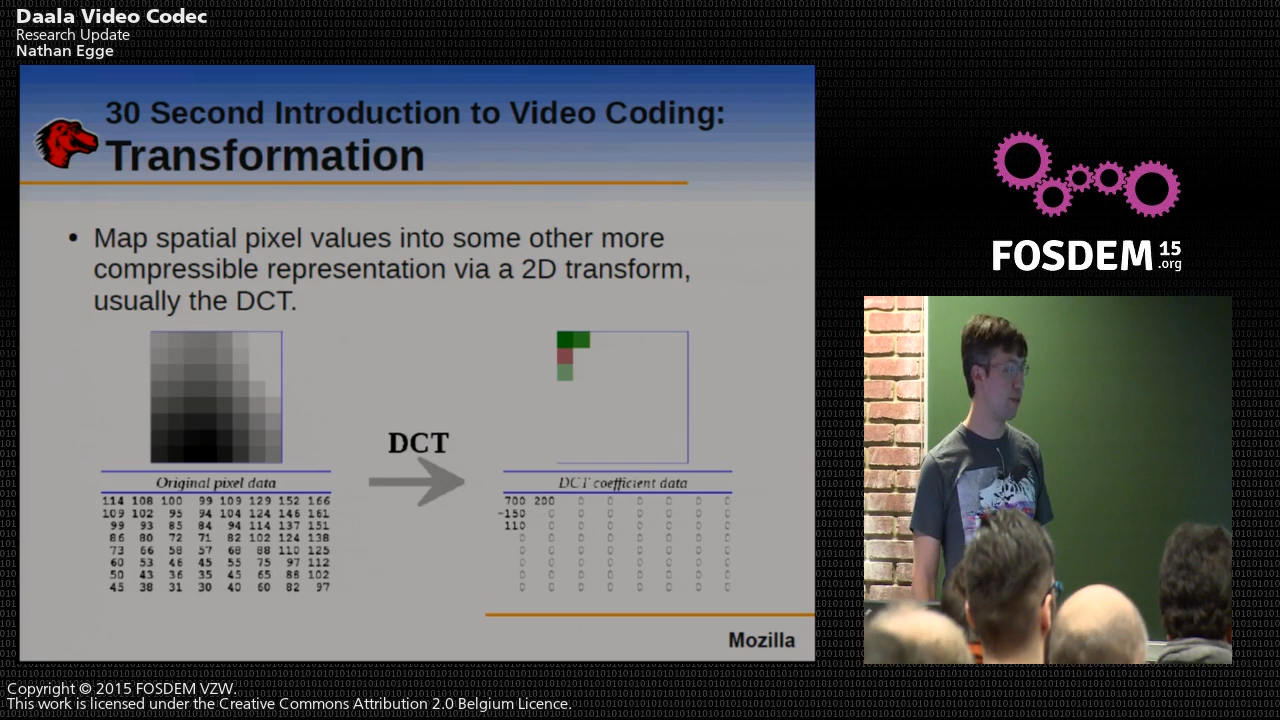 Daala Video Codec
Research Update
Nathan Egge
30 Second Introduction to Video Coding:
Transformation
• Map spatial pixel values into some other more
compressible representation via a 2D transform,
usually the DCT.
DCT
Original pixel data
114 108 100 99 109 129 152 166
109 102 95 94 104 124 146 161
99 93 85 84 94 114 137 151
86 80 72 71 82 102 124 138
73 66 58 57 68 88 110 125
60 53 46 45 55 75 97 112
50 43 36 35 45 65 88 102
45 38 31 30 40 60 82 97
DCT coefficient data
700 200 0 0 0 0 0 0
-150 0 0 0 0 0 0 0
110 0 0 0 0 0 0 0
0 0 0 0 0 0 0 0
0 0 0 0 0 0 0 0
0 0 0 0 0 0 0 0
0 0 0 0 0 0 0 0
0 0 0 0 0 0 0 0
Mozilla
FOSDEM 15
.org
Copyright © 2015 FOSDEM VZW.
This work is licensed under the Creative Commons Attribution 2.0 Belgium Licence.